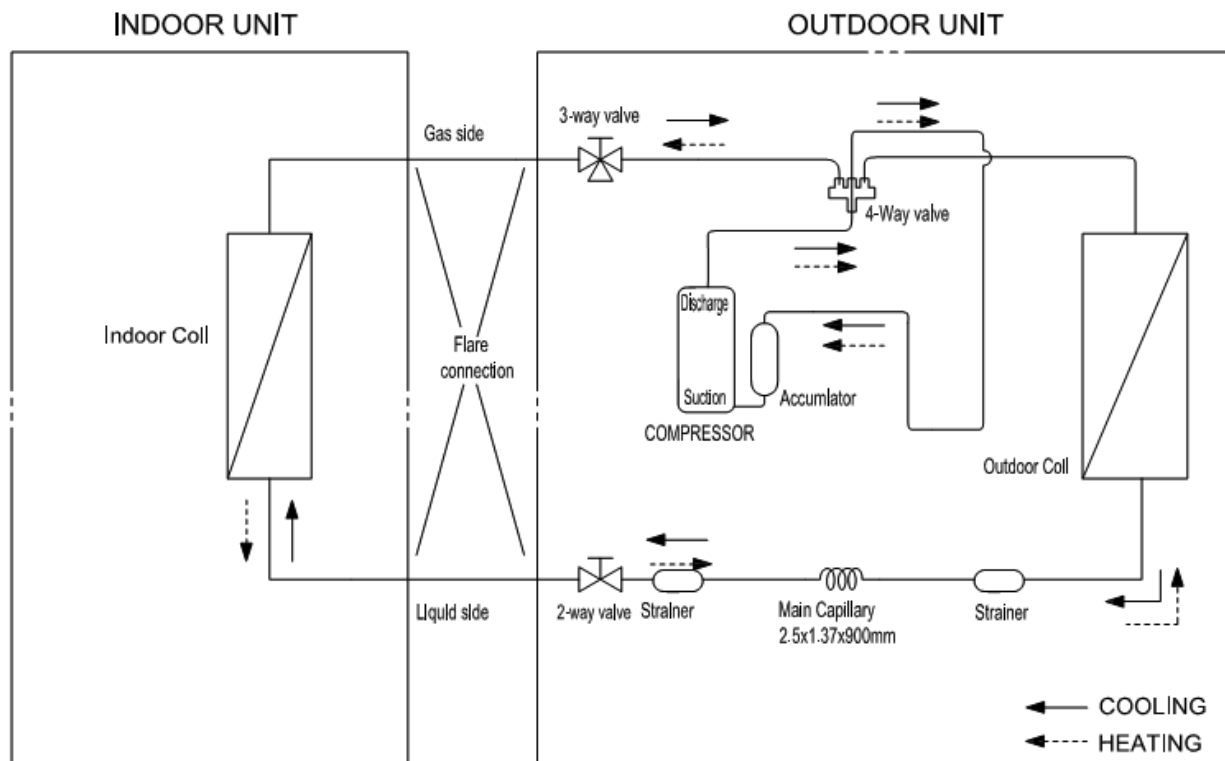 INDOOR UNIT
OUTDOOR UNIT
3-way valve
Gas side
4-Way valve
Discharge
Indoor Coil
Flare
connection
Suction
Accumlator
COMPRESSOR
Outdoor Coil
Liquid side
2-way valve
Strainer
Main Capillary
2.5x1.37x900mm
Strainer
COOLING
HEATING